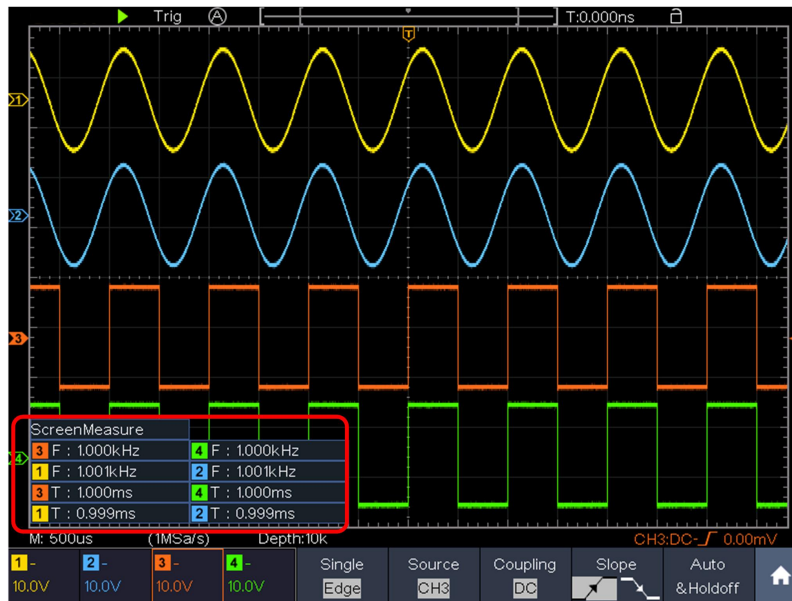 Trig A T:0.000ns
T
1
2
3
4
ScreenMeasure
3 F : 1.000kHz 4 F : 1.000kHz
1 F : 1.001kHz 2 F : 1.001kHz
3 T : 1.000ms 4 T : 1.000ms
1 T : 0.999ms 2 T : 0.999ms
M: 500us (1MSa/s) Depth:10k CH3:DC- 0.00mV
1 - 2 - 3 - 4 - Single Source Coupling Slope Auto
10.0V 10.0V 10.0V 10.0V Edge CH3 DC &Holdoff